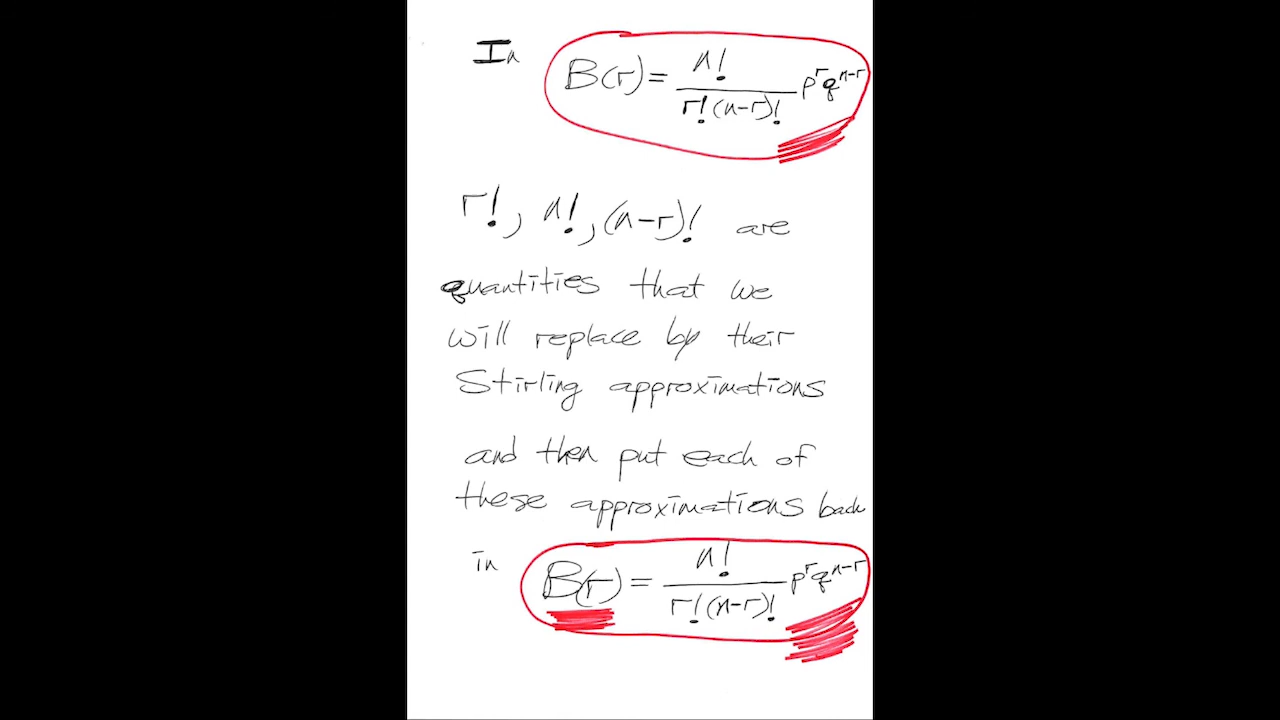 In B(r) = n! / r!(n-r)! p^r q^(n-r)
r!, n!, (n-r)! are
quantities that we
will replace by their
Stirling approximations
and then put each of
these approximations back
in B(r) = n! / r!(n-r)! p^r q^(n-r)